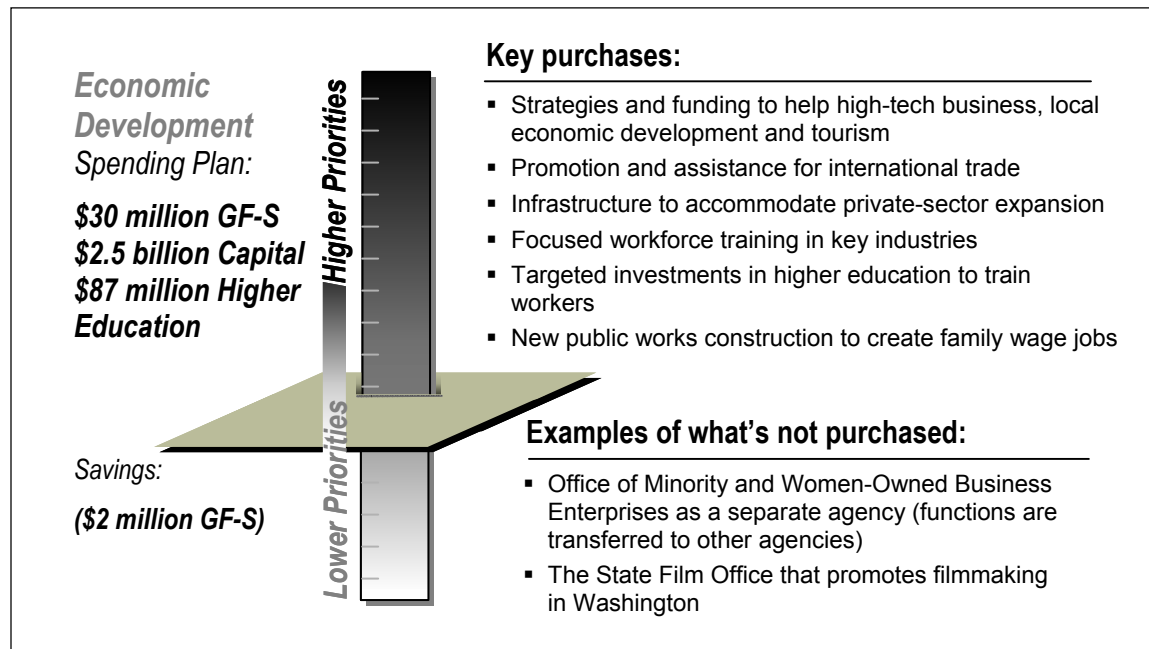 Economic
Development
Spending Plan:
$30 million GF-S
$2.5 billion Capital
$87 million Higher
Education
Savings:
($2 million GF-S)
Higher Priorities
Lower Priorities
Key purchases:
▪ Strategies and funding to help high-tech business, local
economic development and tourism
▪ Promotion and assistance for international trade
▪ Infrastructure to accommodate private-sector expansion
▪ Focused workforce training in key industries
▪ Targeted investments in higher education to train
workers
▪ New public works construction to create family wage jobs
Examples of what’s not purchased:
▪ Office of Minority and Women-Owned Business
Enterprises as a separate agency (functions are
transferred to other agencies)
▪ The State Film Office that promotes filmmaking
in Washington